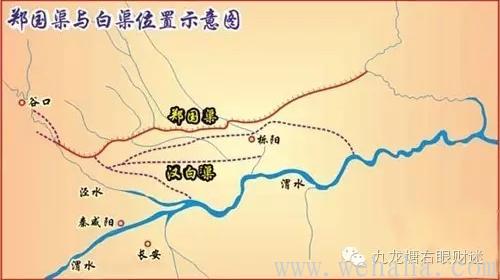 郑国渠与白渠位置示意图
谷口
郑国渠
栎阳
汉白渠
泾水
渭水
秦咸阳
渭水
长安
九龙塘右眼财迷
www.wenana.com